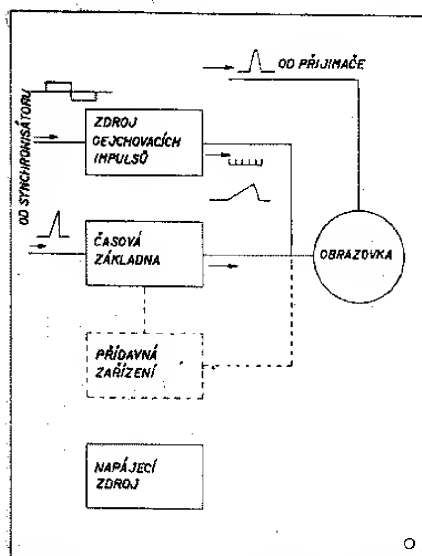 OD PŘIJIMAČE
OD SYNCHRONISÁTORU
ZDROJ
CEJCHOVACÍCH
IMPULSŮ
ČASOVÁ
ZÁKLADNA
OBRAZOVKA
PŘÍDAVNÁ
ZAŘÍZENÍ
NAPÁJECÍ
ZDROJ